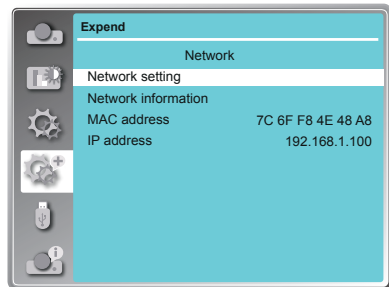 Expend
Network
Network setting
Network information
MAC address 7C 6F F8 4E 48 A8
IP address 192.168.1.100